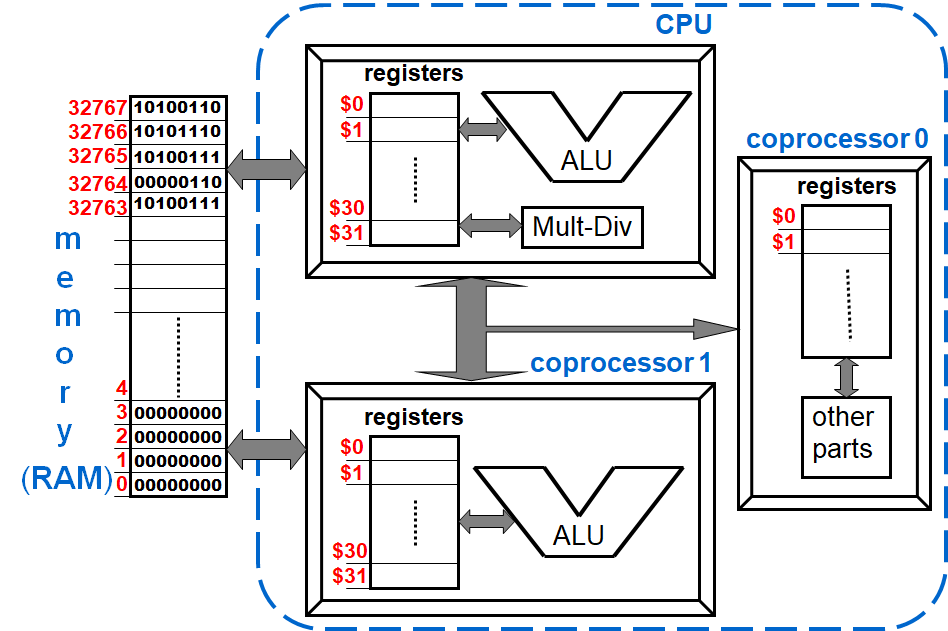 CPU
registers
$0
$1
$30
$31
ALU
Mult-Div
32767 10100110
32766 10101110
32765 10100111
32764 00000110
32763 10100111
memory
(RAM)
4
3 00000000
2 00000000
1 00000000
0 00000000
coprocessor 0
registers
$0
$1
other
parts
coprocessor 1
registers
$0
$1
$30
$31
ALU